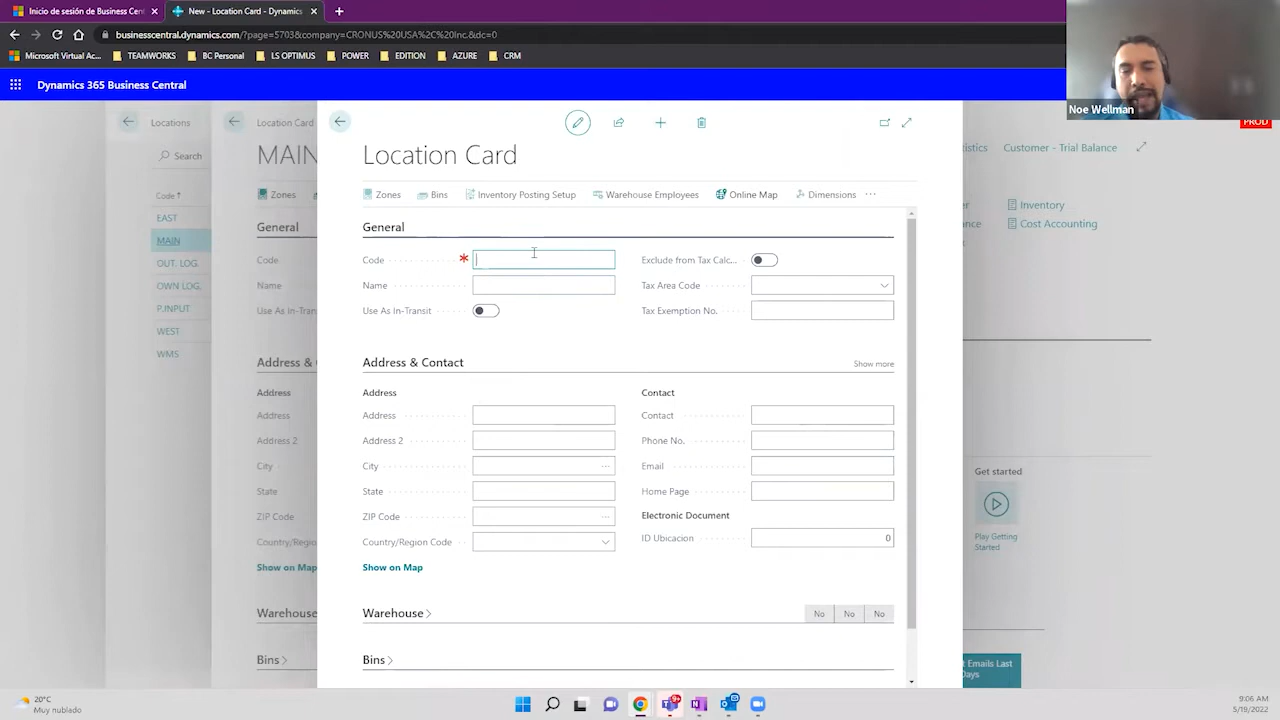 Inicio de sesión de Business Cent
New - Location Card - Dynamics
businesscentral.dynamics.com/?page=5703&company=CRONUS%20USA%2C%20Inc.&dc=0
Microsoft Virtual Ac... TEAMWORKS BC Personal LS OPTIMUS POWER EDITION AZURE CRM
Noe Wellman
Dynamics 365 Business Central
PROD
Locations
Search
Code ↑
EAST
MAIN
OUT. LOG.
OWN LOG.
P.INPUT
WEST
WMS
Location Card
MAIN
Zones
General
Code
Name
Use As In-Trans
Address &
Address
Address
Address 2
City
State
ZIP Code
Country/Region
Show on Map
Warehouse
Bins
Location Card
Zones Bins Inventory Posting Setup Warehouse Employees Online Map Dimensions ...
General
Code * Exclude from Tax Calc...
Name Tax Area Code
Use As In-Transit Tax Exemption No.
Address & Contact Show more
Address Contact
Address Contact
Address 2 Phone No.
City Email
State Home Page
ZIP Code Electronic Document
Country/Region Code ID Ubicacion 0
Show on Map
Warehouse No No No
Bins
Customer - Trial Balance
Inventory
Cost Accounting
Get started
Play Getting
Started
t Emails Last
Days
20°C
Muy nublado
9+
9:06 AM
5/19/2022